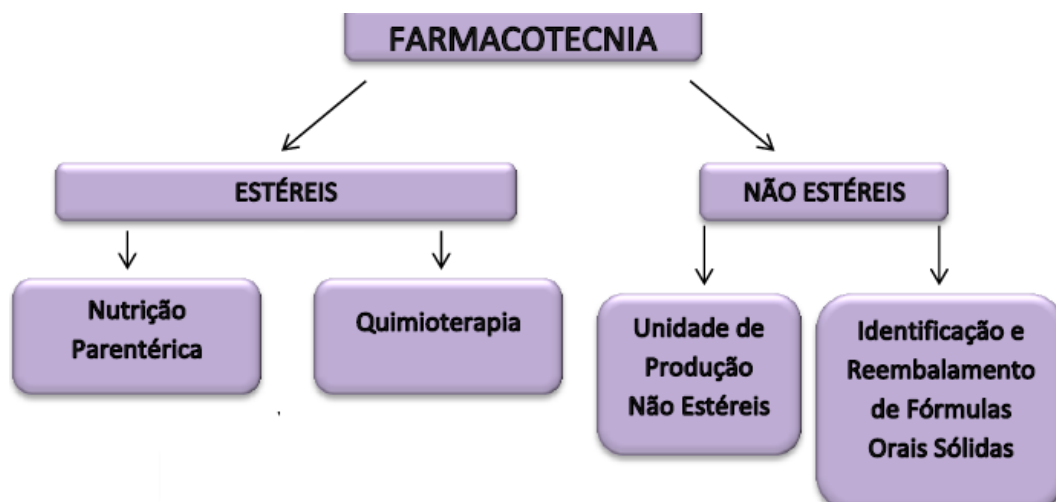 FARMACOTECNIA
ESTÉREIS
NÃO ESTÉREIS
Nutrição
Parentérica
Quimioterapia
Unidade de
Produção
Não Estéreis
Identificação e
Reembalamento
de Fórmulas
Orais Sólidas